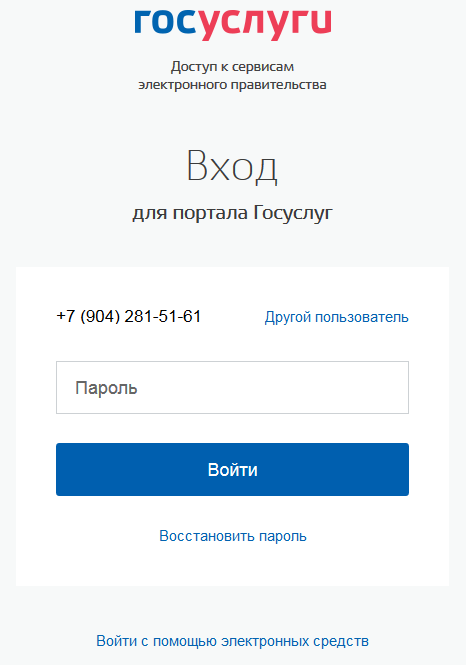 госуслуги
Доступ к сервисам
электронного правительства
Вход
для портала Госуслуг
+7 (904) 281-51-61 Другой пользователь
Пароль
Войти
Восстановить пароль
Войти с помощью электронных средств